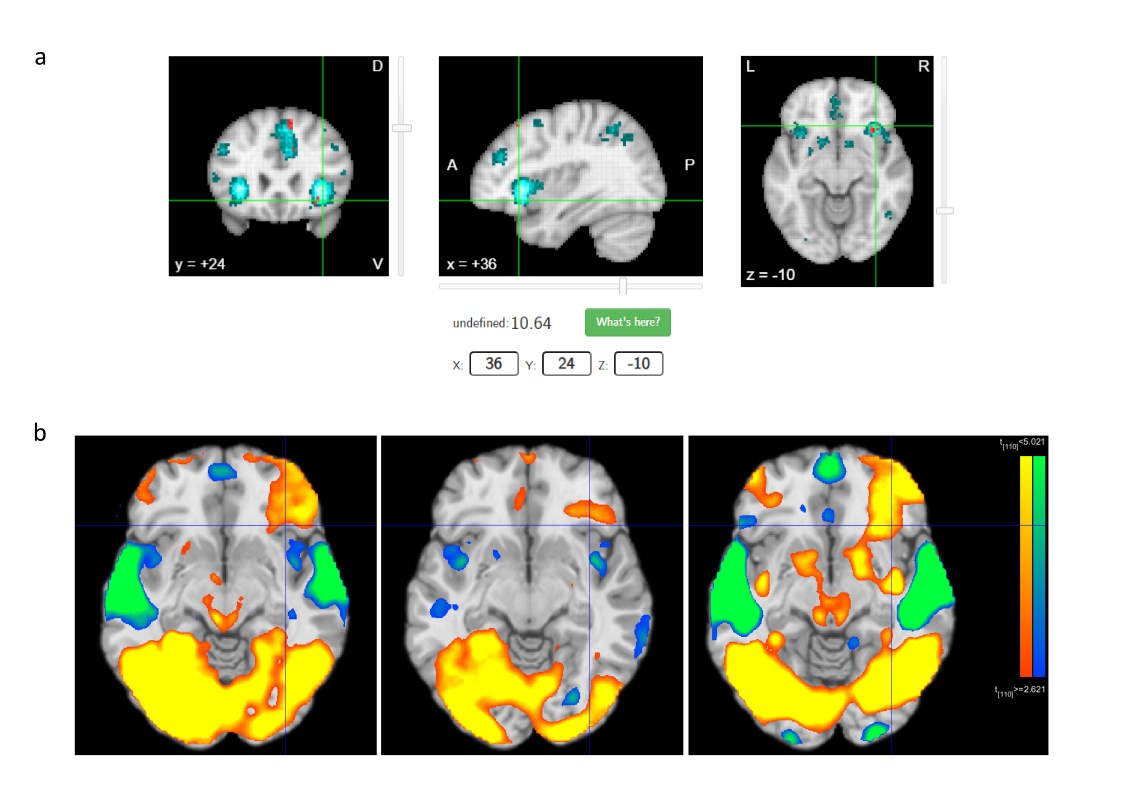 a
D
y = +24
V
A
P
x = +36
L
R
z = -10
undefined: 10.64
What's here?
X: 36 Y: 24 Z: -10
b
t[110]<5.021
t[110]>=2.621